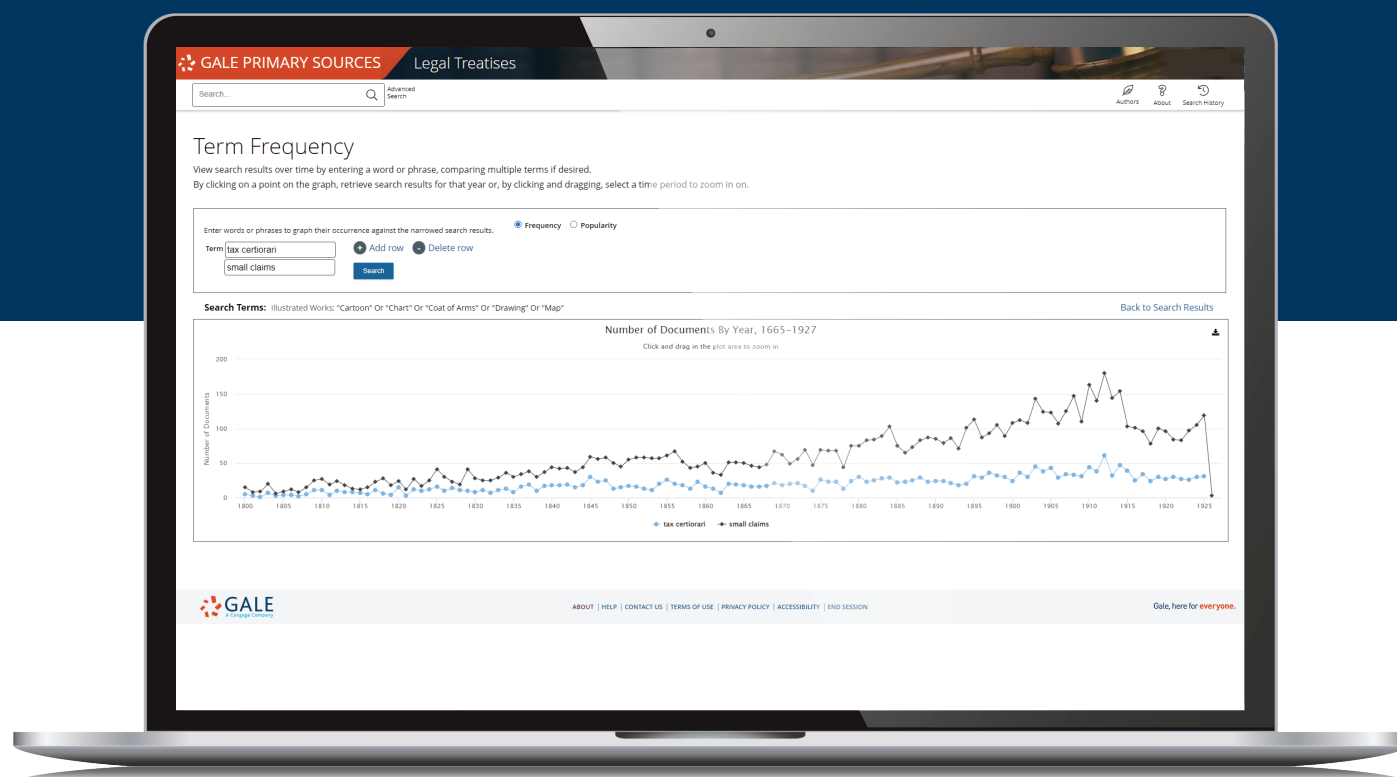 GALE PRIMARY SOURCES Legal Treatises
Search...
Advanced
Search
Authors About Search History
Term Frequency
View search results over time by entering a word or phrase, comparing multiple terms if desired.
By clicking on a point on the graph, retrieve search results for that year or, by clicking and dragging, select a time period to zoom in on.
Enter words or phrases to graph their occurrence against the narrowed search results. Frequency Popularity
Term tax certiorari + Add row - Delete row
small claims Search
Search Terms: Illustrated Works: "Cartoon" Or "Chart" Or "Coat of Arms" Or "Drawing" Or "Map" Back to Search Results
Number of Documents By Year, 1665–1927
Click and drag in the plot area to zoom in
Number of Documents
200
150
100
50
0
1800 1805 1810 1815 1820 1825 1830 1835 1840 1845 1850 1855 1860 1865 1870 1875 1880 1885 1890 1895 1900 1905 1910 1915 1920 1925
tax certiorari small claims
GALE
A Cengage Company
ABOUT | HELP | CONTACT US | TERMS OF USE | PRIVACY POLICY | ACCESSIBILITY | END SESSION
Gale, here for everyone.